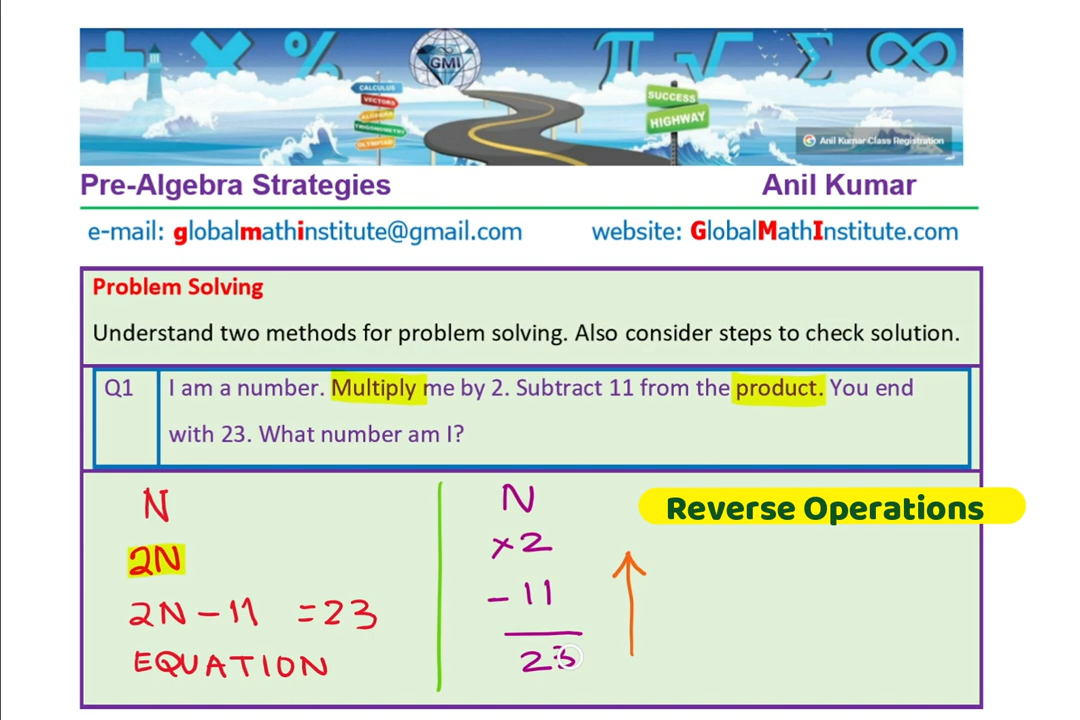 GMI
CALCULUS
VECTORS
ALGEBRA
TRIGONOMETRY
OLYMPIAD
SUCCESS
HIGHWAY
Anil Kumar Class Registration
Pre-Algebra Strategies Anil Kumar
e-mail: globalmathinstitute@gmail.com website: GlobalMathInstitute.com
Problem Solving
Understand two methods for problem solving. Also consider steps to check solution.
Q1 I am a number. Multiply me by 2. Subtract 11 from the product. You end
with 23. What number am I?
N
2N
2N - 11 = 23
EQUATION
N
×2
- 11
23
Reverse Operations